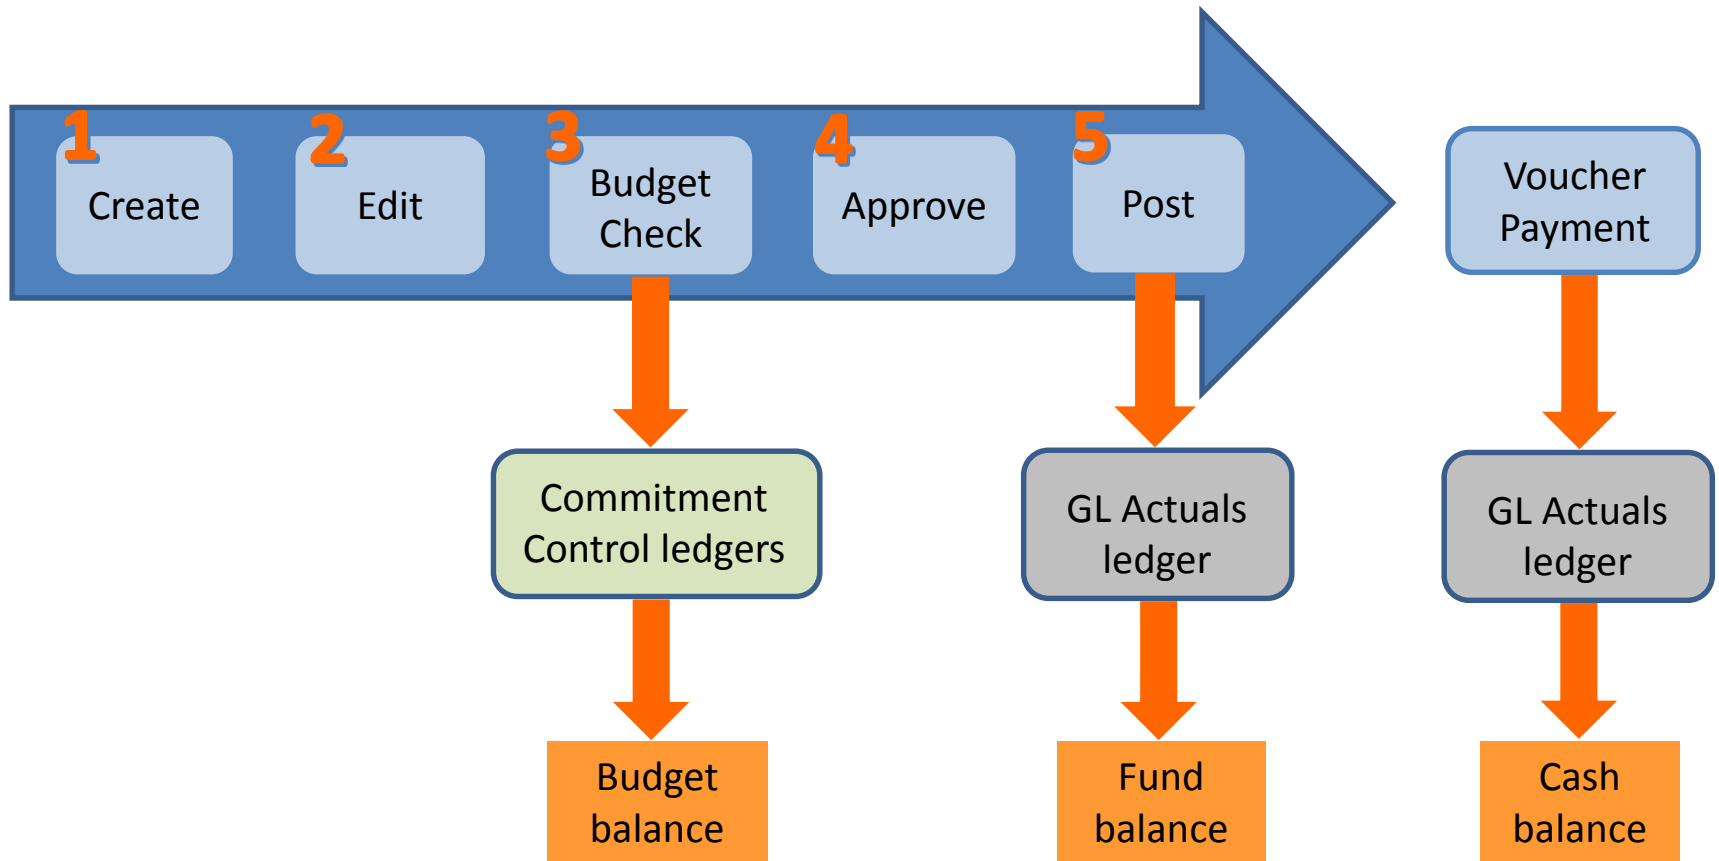 1
Create
2
Edit
3
Budget
Check
4
Approve
5
Post
Voucher
Payment
Commitment
Control ledgers
GL Actuals
ledger
GL Actuals
ledger
Budget
balance
Fund
balance
Cash
balance